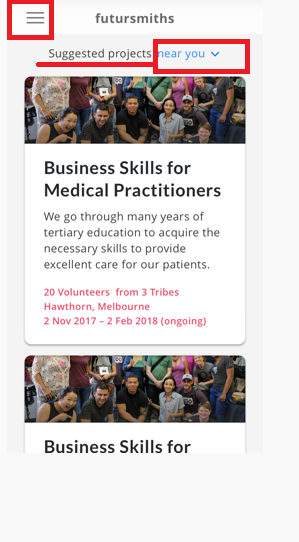 futursmiths
Suggested projects near you
Business Skills for
Medical Practitioners
We go through many years of
tertiary education to acquire the
necessary skills to provide
excellent care for our patients.
20 Volunteers from 3 Tribes
Hawthorn, Melbourne
2 Nov 2017 – 2 Feb 2018 (ongoing)
Business Skills for